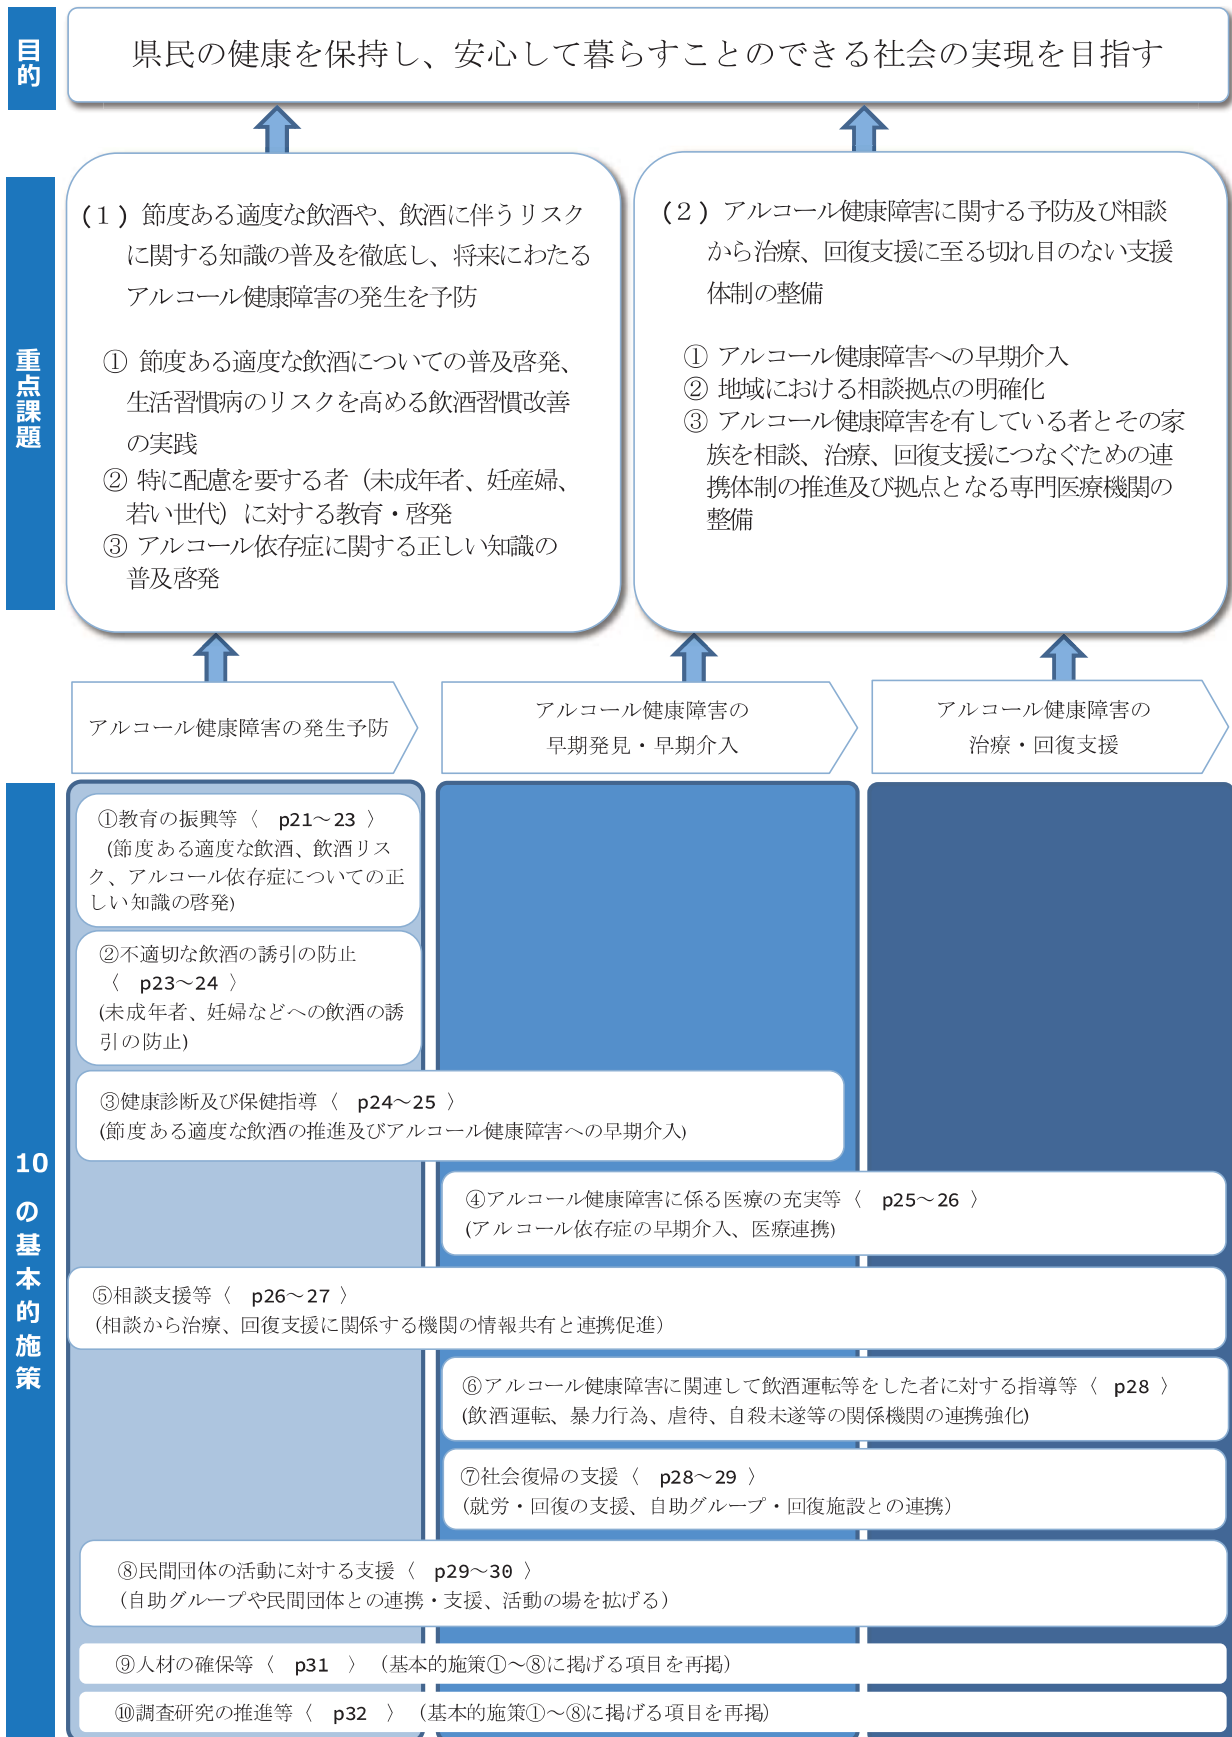 目的
県民の健康を保持し、安心して暮らすことのできる社会の実現を目指す
重点課題
(１) 節度ある適度な飲酒や、飲酒に伴うリスク
に関する知識の普及を徹底し、将来にわたる
アルコール健康障害の発生を予防
① 節度ある適度な飲酒についての普及啓発、
生活習慣病のリスクを高める飲酒習慣改善
の実践
② 特に配慮を要する者（未成年者、妊産婦、
若い世代）に対する教育・啓発
③ アルコール依存症に関する正しい知識の
普及啓発
(２) アルコール健康障害に関する予防及び相談
から治療、回復支援に至る切れ目のない支援
体制の整備
① アルコール健康障害への早期介入
② 地域における相談拠点の明確化
③ アルコール健康障害を有している者とその家
族を相談、治療、回復支援につなぐための連
携体制の推進及び拠点となる専門医療機関の
整備
アルコール健康障害の発生予防
アルコール健康障害の
早期発見・早期介入
アルコール健康障害の
治療・回復支援
10の基本的施策
①教育の振興等〈 p21～23 〉
(節度ある適度な飲酒、飲酒リス
ク、アルコール依存症についての正
しい知識の啓発)
②不適切な飲酒の誘引の防止
〈 p23～24 〉
(未成年者、妊婦などへの飲酒の誘
引の防止)
③健康診断及び保健指導〈 p24～25 〉
(節度ある適度な飲酒の推進及びアルコール健康障害への早期介入)
④アルコール健康障害に係る医療の充実等〈 p25～26 〉
(アルコール依存症の早期介入、医療連携)
⑤相談支援等〈 p26～27 〉
（相談から治療、回復支援に関係する機関の情報共有と連携促進）
⑥アルコール健康障害に関連して飲酒運転等をした者に対する指導等〈 p28 〉
(飲酒運転、暴力行為、虐待、自殺未遂等の関係機関の連携強化)
⑦社会復帰の支援〈 p28～29 〉
（就労・回復の支援、自助グループ・回復施設との連携）
⑧民間団体の活動に対する支援〈 p29～30 〉
（自助グループや民間団体との連携・支援、活動の場を拡げる）
⑨人材の確保等〈 p31 〉（基本的施策①～⑧に掲げる項目を再掲）
⑩調査研究の推進等〈 p32 〉（基本的施策①～⑧に掲げる項目を再掲）